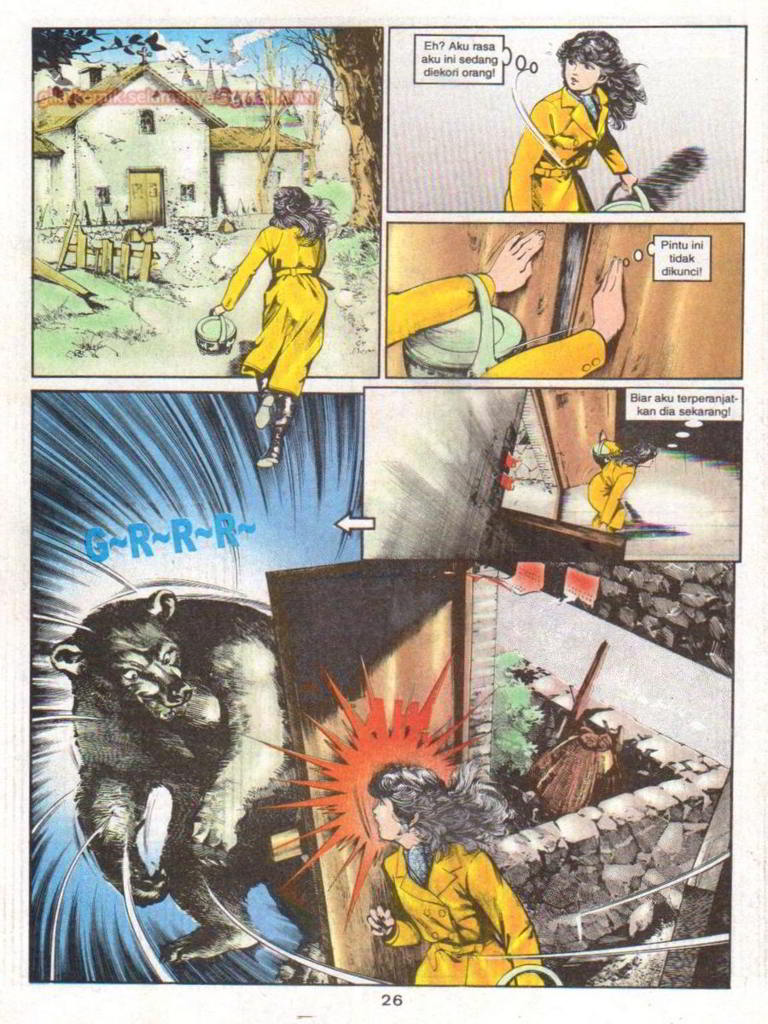 Eh? Aku rasa
aku ini sedang
diekori orang!
Pintu ini
tidak
dikunci!
Biar aku terperanjat-
kan dia sekarang!
G~R~R~R~
26